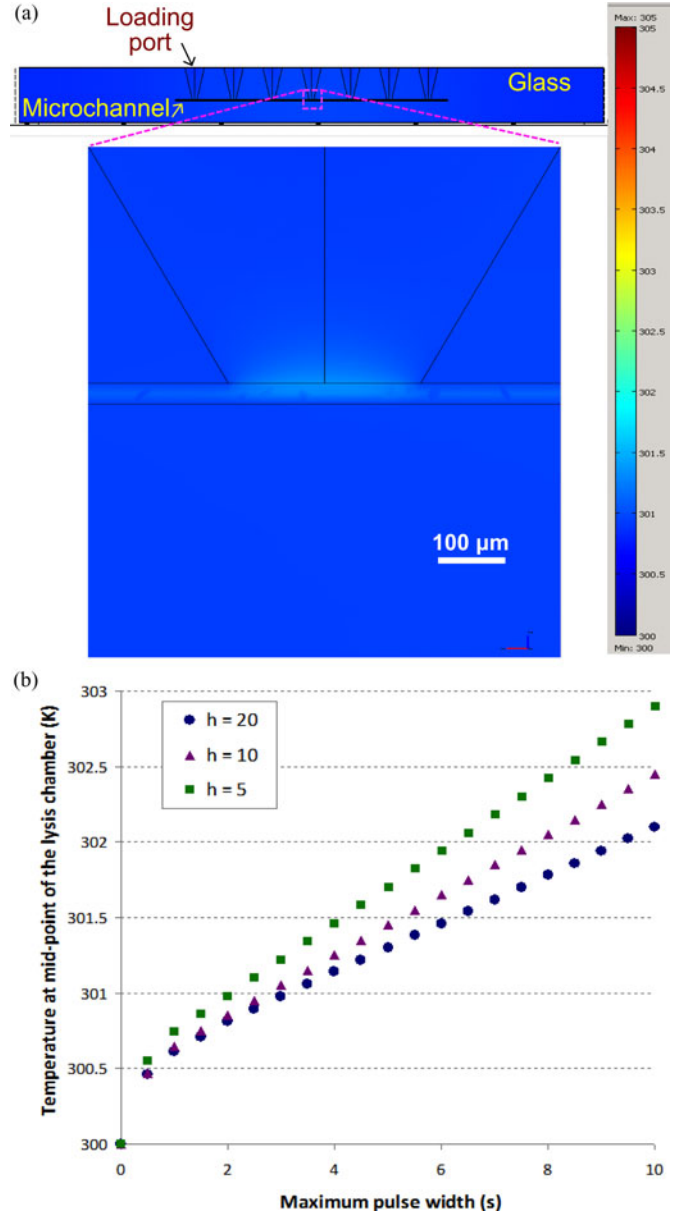 (a)
Loading
port
Glass
Microchannel
100 µm
Max: 305
305
304.5
304
303.5
303
302.5
302
301.5
301
300.5
300
Min: 300
(b)
303
302.5
302
301.5
301
300.5
300
h = 20
h = 10
h = 5
Temperature at mid-point of the lysis chamber (K)
0
2
4
6
8
10
Maximum pulse width (s)